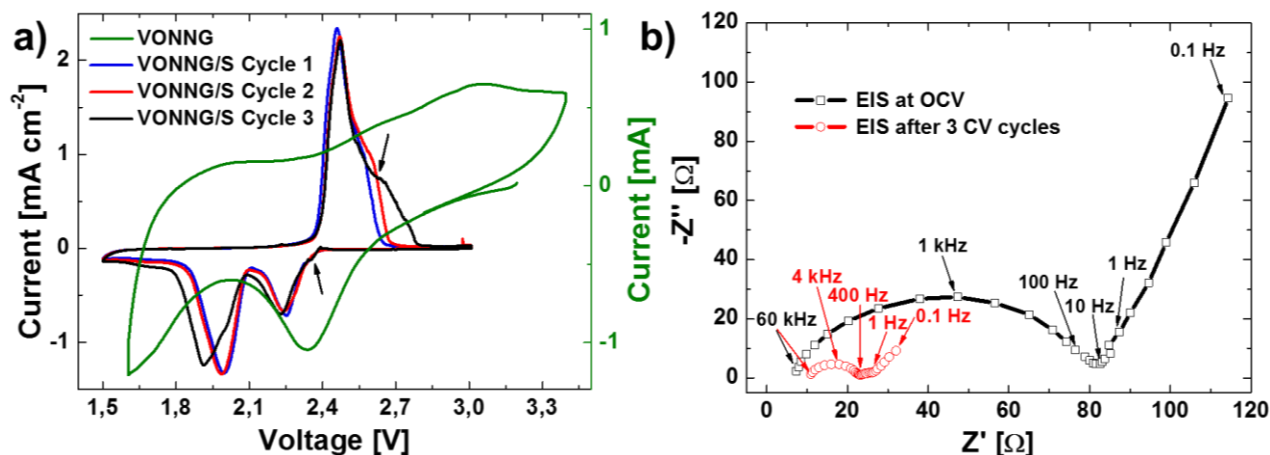 a)
VONNG
VONNG/S Cycle 1
VONNG/S Cycle 2
VONNG/S Cycle 3
Current [mA cm⁻²]
2
1
0
-1
1,5
1,8
2,1
2,4
2,7
3,0
3,3
Voltage [V]
1
0
-1
Current [mA]
b)
EIS at OCV
EIS after 3 CV cycles
0.1 Hz
1 kHz
4 kHz
400 Hz
100 Hz
1 Hz
10 Hz
60 kHz
1 Hz
0.1 Hz
-Z'' [Ω]
120
100
80
60
40
20
0
0
20
40
60
80
100
120
Z' [Ω]